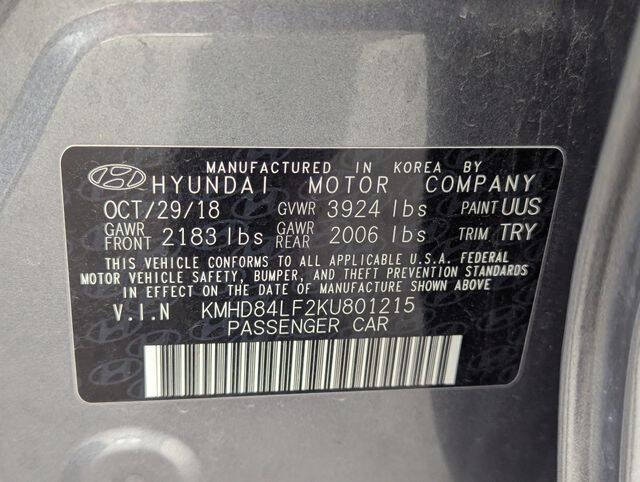 MANUFACTURED IN KOREA BY
HYUNDAI MOTOR COMPANY
OCT/29/18 GVWR 3924 lbs PAINT UUS
GAWR FRONT 2183 lbs GAWR REAR 2006 lbs TRIM TRY
THIS VEHICLE CONFORMS TO ALL APPLICABLE U.S.A. FEDERAL
MOTOR VEHICLE SAFETY, BUMPER, AND THEFT PREVENTION
STANDARDS IN EFFECT ON THE DATE OF MANUFACTURE SHOWN ABOVE
V.I.N KMHD84LF2KU801215
PASSENGER CAR